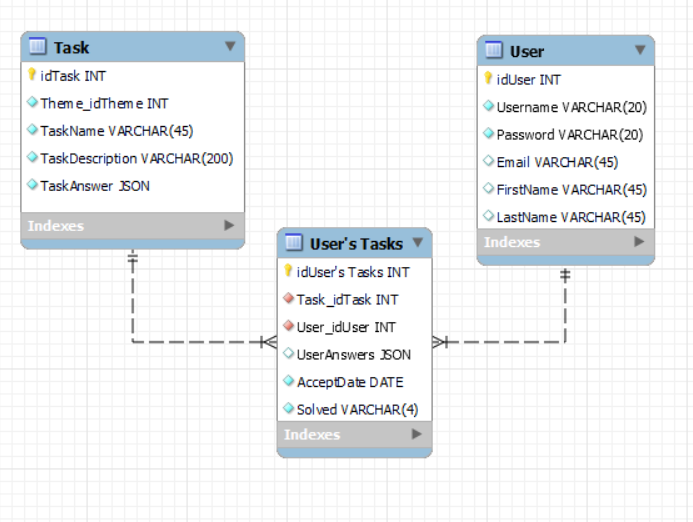 Task
idTask INT
Theme_idTheme INT
TaskName VARCHAR(45)
TaskDescription VARCHAR(200)
TaskAnswer JSON
Indexes
User
idUser INT
Username VARCHAR(20)
Password VARCHAR(20)
Email VARCHAR(45)
FirstName VARCHAR(45)
LastName VARCHAR(45)
Indexes
User's Tasks
idUser's Tasks INT
Task_idTask INT
User_idUser INT
UserAnswers JSON
AcceptDate DATE
Solved VARCHAR(4)
Indexes